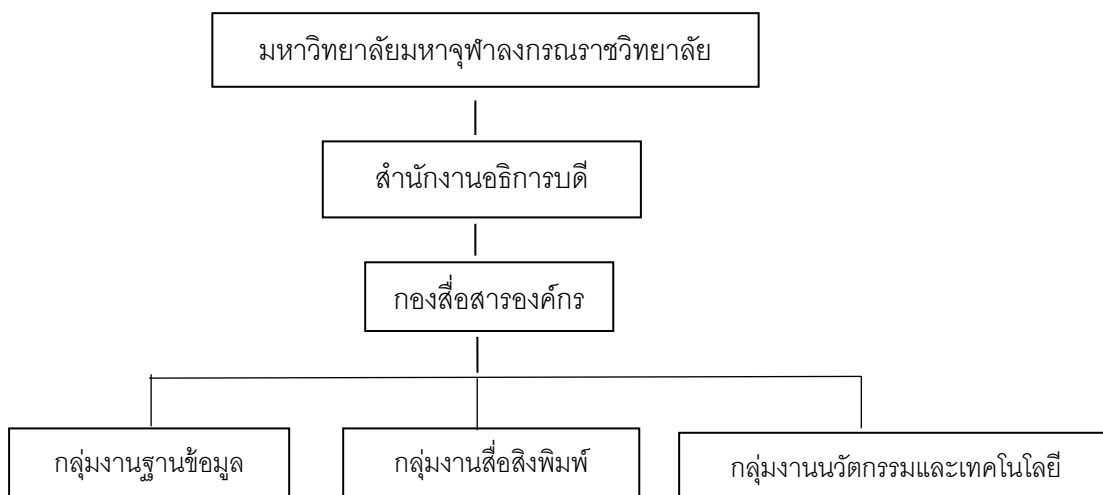 มหาวิทยาลัยมหาจุฬาลงกรณราชวิทยาลัย
สำนักงานอธิการบดี
กองสื่อสารองค์กร
กลุ่มงานฐานข้อมูล
กลุ่มงานสื่อสิ่งพิมพ์
กลุ่มงานนวัตกรรมและเทคโนโลยี